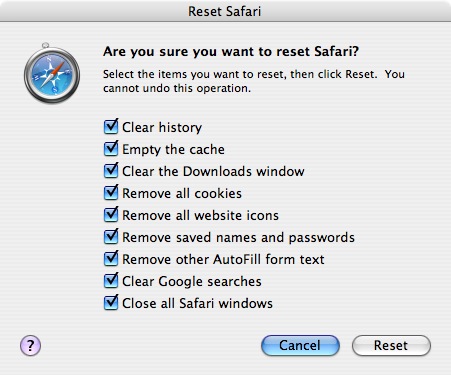 Reset Safari
Are you sure you want to reset Safari?
Select the items you want to reset, then click Reset.  You
cannot undo this operation.
Clear history
Empty the cache
Clear the Downloads window
Remove all cookies
Remove all website icons
Remove saved names and passwords
Remove other AutoFill form text
Clear Google searches
Close all Safari windows
? Cancel Reset